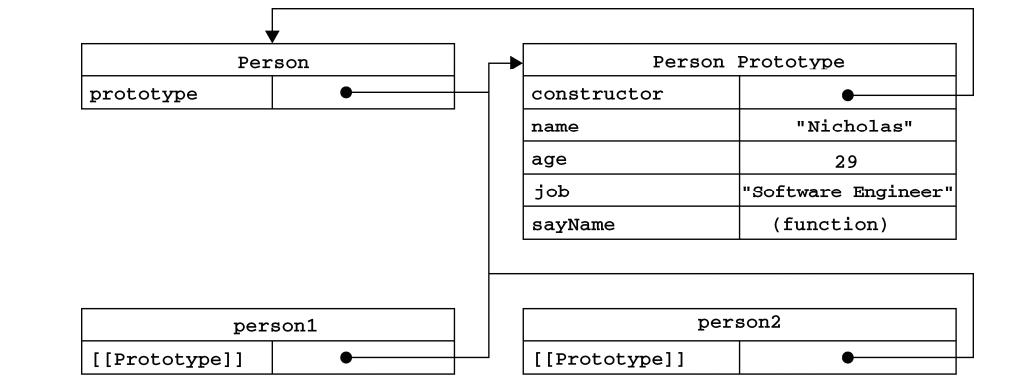 Person
prototype
Person Prototype
constructor
name "Nicholas"
age 29
job "Software Engineer"
sayName (function)
person1
[[Prototype]]
person2
[[Prototype]]